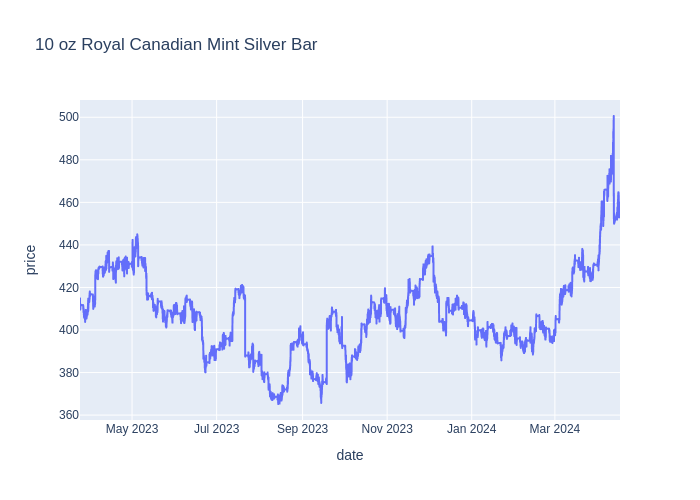 10 oz Royal Canadian Mint Silver Bar
500
480
460
440
420
400
380
360
price
May 2023
Jul 2023
Sep 2023
Nov 2023
Jan 2024
Mar 2024
date